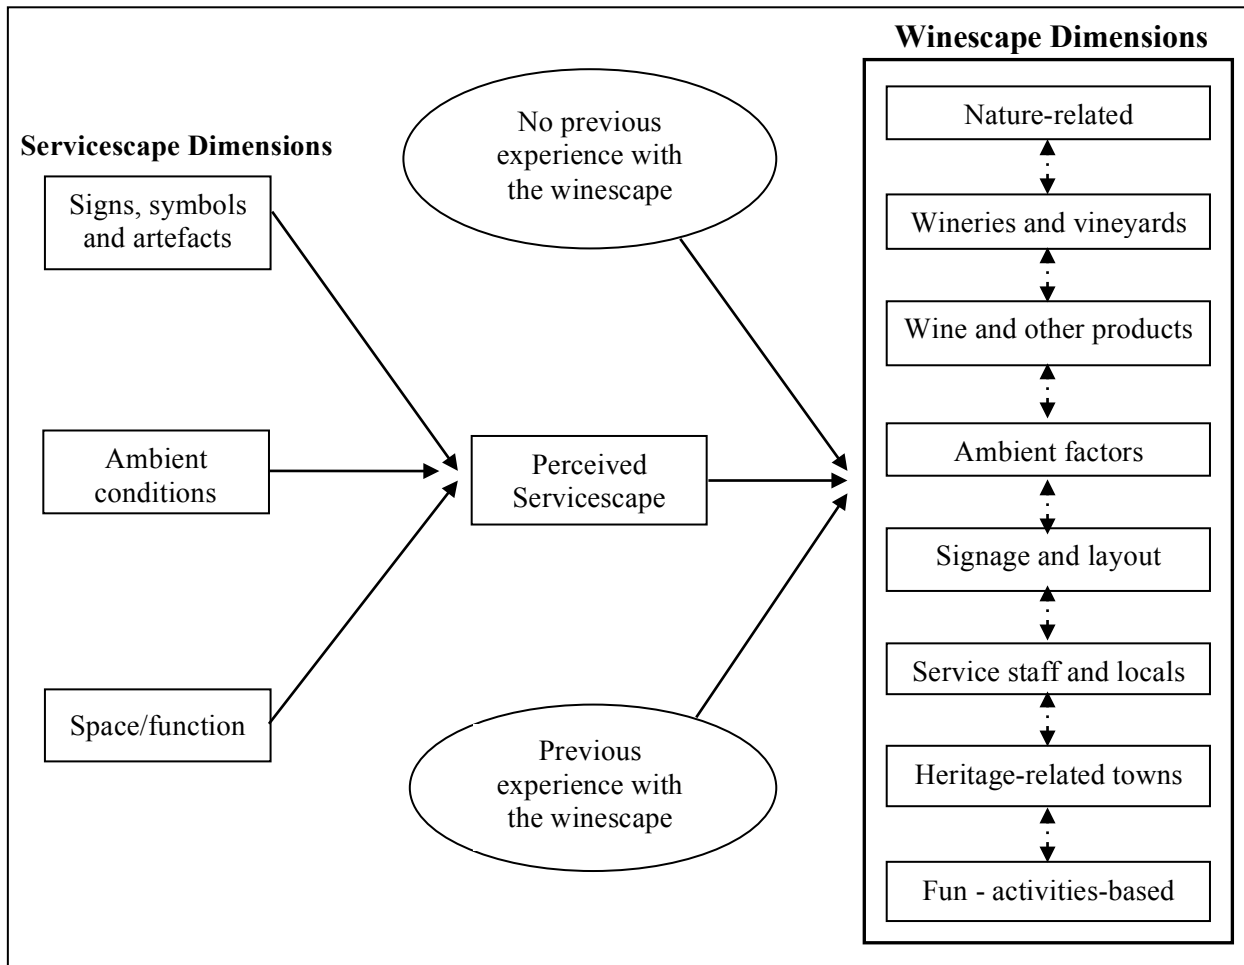 Winescape Dimensions
Servicescape Dimensions
Signs, symbols
and artefacts
Ambient
conditions
Space/function
No previous
experience with
the winescape
Perceived
Servicescape
Previous
experience with
the winescape
Nature-related
Wineries and vineyards
Wine and other products
Ambient factors
Signage and layout
Service staff and locals
Heritage-related towns
Fun - activities-based